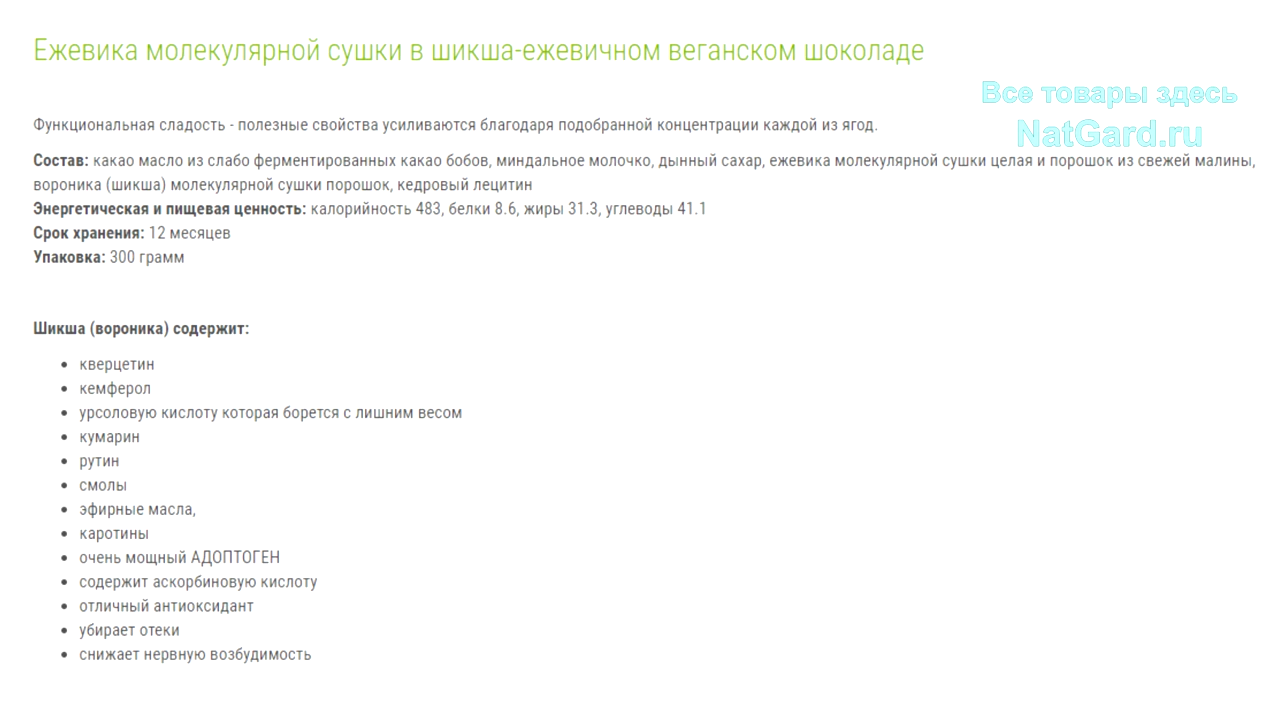 Ежевика молекулярной сушки в шикша-ежевичном веганском шоколаде
Все товары здесь
NatGard.ru
Функциональная сладость - полезные свойства усиливаются благодаря подобранной концентрации каждой из ягод.
Состав: какао масло из слабо ферментированных какао бобов, миндальное молочко, дынный сахар, ежевика молекулярной сушки целая и порошок из свежей малины,
вороника (шикша) молекулярной сушки порошок, кедровый лецитин
Энергетическая и пищевая ценность: калорийность 483, белки 8.6, жиры 31.3, углеводы 41.1
Срок хранения: 12 месяцев
Упаковка: 300 грамм
Шикша (вороника) содержит:
• кверцетин
• кемферол
• урсоловую кислоту которая борется с лишним весом
• кумарин
• рутин
• смолы
• эфирные масла,
• каротины
• очень мощный АДОПТОГЕН
• содержит аскорбиновую кислоту
• отличный антиоксидант
• убирает отеки
• снижает нервную возбудимость